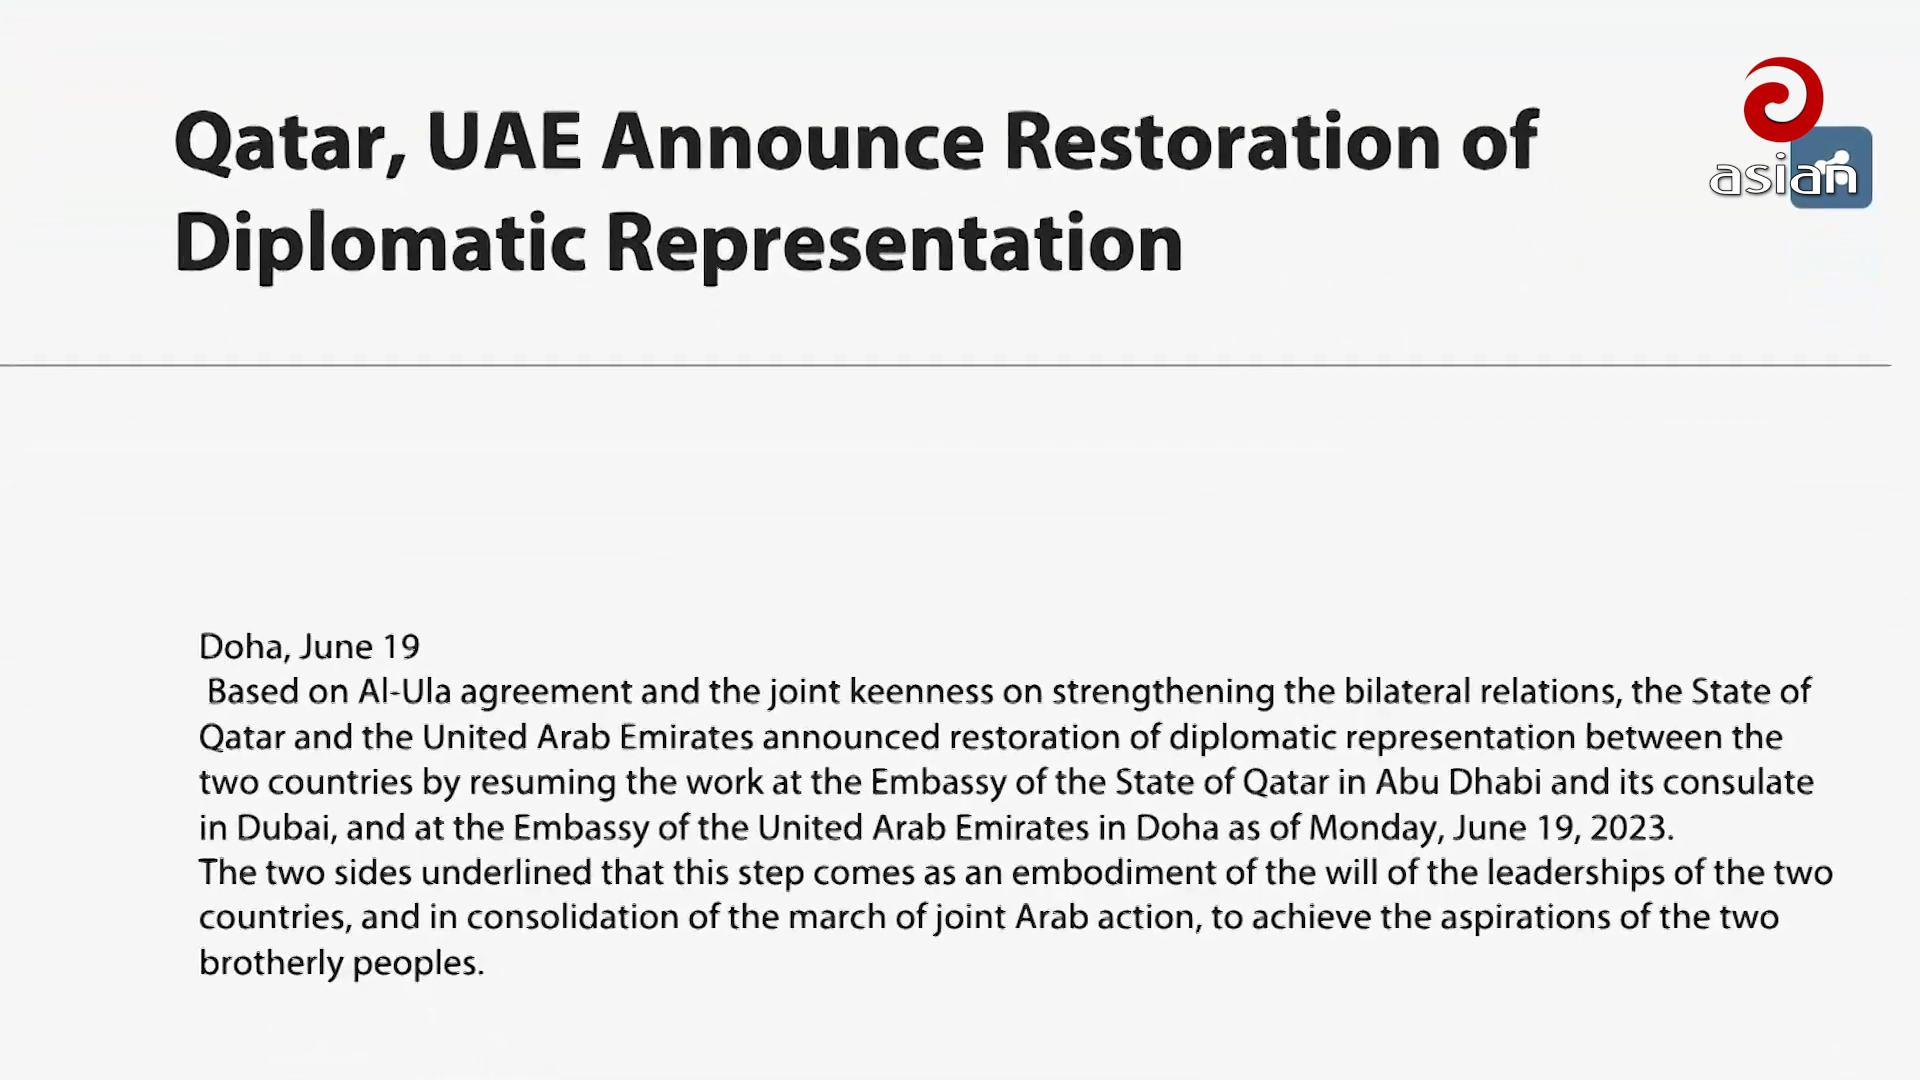 Qatar, UAE Announce Restoration of
Diplomatic Representation
asian
Doha, June 19
Based on Al-Ula agreement and the joint keenness on strengthening the bilateral relations, the State of
Qatar and the United Arab Emirates announced restoration of diplomatic representation between the
two countries by resuming the work at the Embassy of the State of Qatar in Abu Dhabi and its consulate
in Dubai, and at the Embassy of the United Arab Emirates in Doha as of Monday, June 19, 2023.
The two sides underlined that this step comes as an embodiment of the will of the leaderships of the two
countries, and in consolidation of the march of joint Arab action, to achieve the aspirations of the two
brotherly peoples.